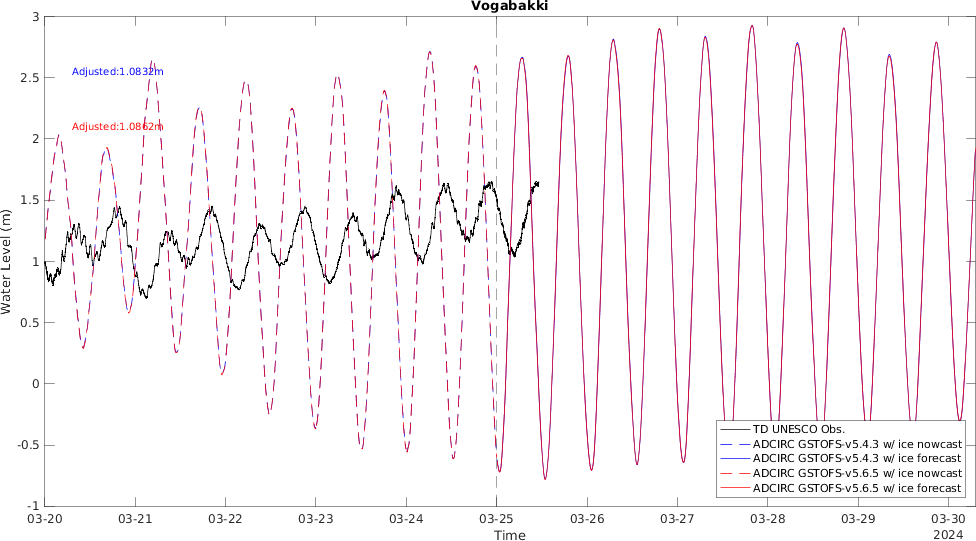 Vogabakki
3
2.5
2
1.5
1
0.5
0
-0.5
-1
Water Level (m)
Adjusted:1.0832m
Adjusted:1.0862m
TD UNESCO Obs.
ADCIRC GSTOFS-v5.4.3 w/ ice nowcast
ADCIRC GSTOFS-v5.4.3 w/ ice forecast
ADCIRC GSTOFS-v5.6.5 w/ ice nowcast
ADCIRC GSTOFS-v5.6.5 w/ ice forecast
03-20 03-21 03-22 03-23 03-24 03-25 03-26 03-27 03-28 03-29 03-30
Time
2024